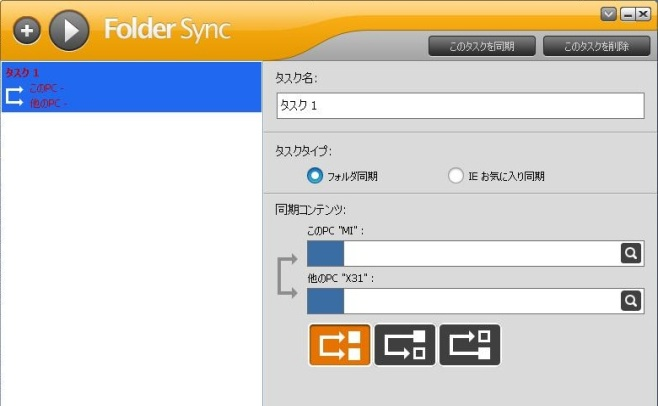 Folder Sync
このタスクを同期
このタスクを削除
タスク 1
このPC -
他のPC -
タスク名:
タスク 1
タスクタイプ:
フォルダ同期
IE お気に入り同期
同期コンテンツ:
このPC "MI" :
他のPC "X31" :